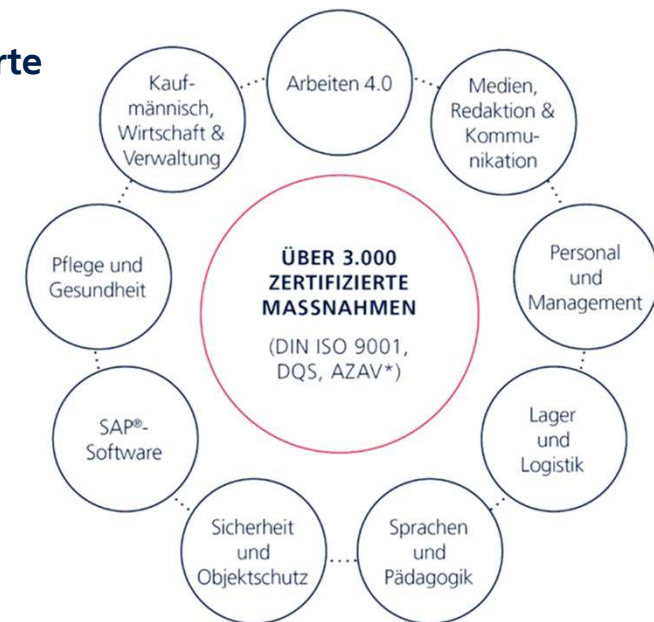 rte
Arbeiten 4.0
Medien,
Redaktion &
Kommu-
nikation
Personal
und
Management
Lager
und
Logistik
Sprachen
und
Pädagogik
Sicherheit
und
Objektschutz
SAP®-
Software
Pflege und
Gesundheit
Kauf-
männisch,
Wirtschaft &
Verwaltung
ÜBER 3.000
ZERTIFIZIERTE
MASSNAHMEN
(DIN ISO 9001,
DQS, AZAV*)